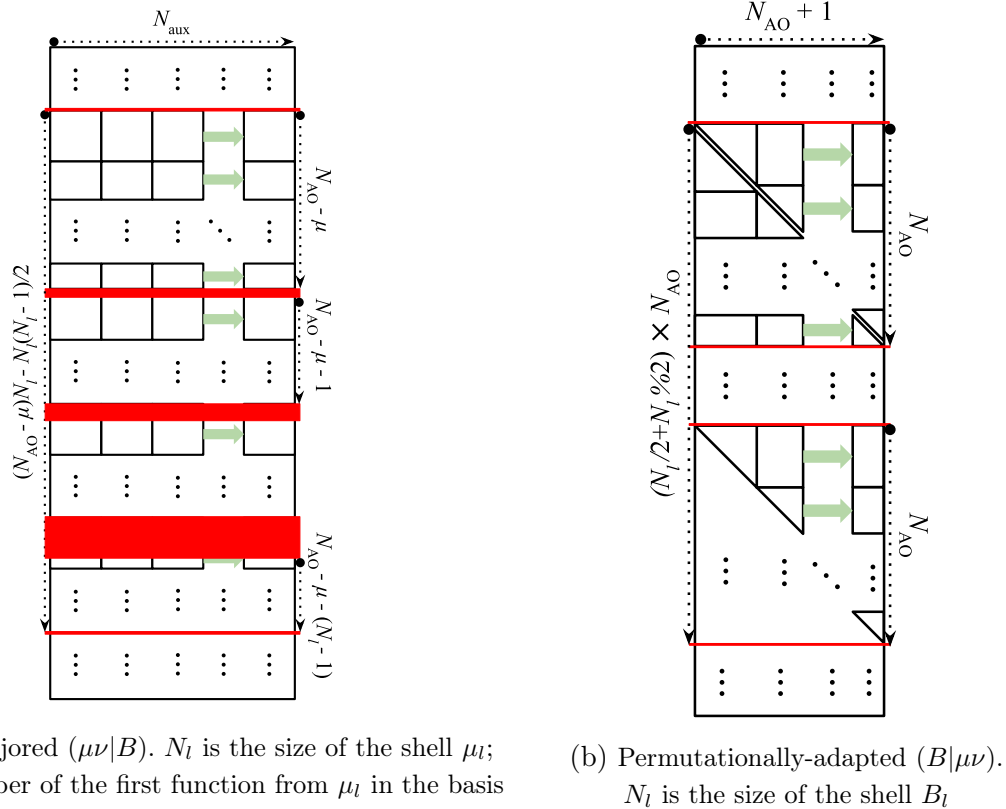 N_aux
N_AO + 1
N_AO - μ
N_AO - μ - 1
N_AO - μ - (N_l - 1)
(N_AO - μ)N_l - N_l(N_l - 1)/2
N_AO
N_AO
(N_l/2+N_l%2) × N_AO
jored (μν|B). N_l is the size of the shell μ_l;
er of the first function from μ_l in the basis
(b) Permutationally-adapted (B|μν).
N_l is the size of the shell B_l